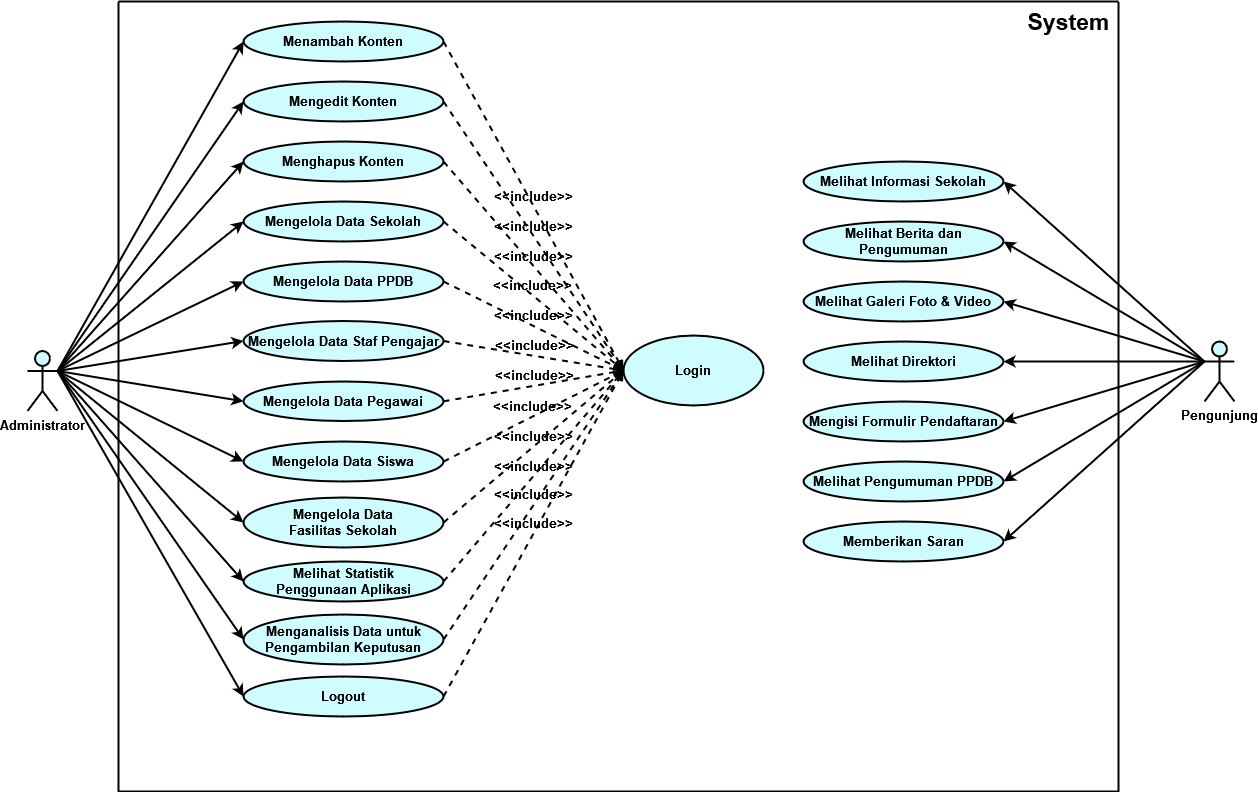 System
Menambah Konten
Mengedit Konten
Menghapus Konten
Mengelola Data Sekolah
Mengelola Data PPDB
Mengelola Data Staf Pengajar
Mengelola Data Pegawai
Mengelola Data Siswa
Mengelola Data
Fasilitas Sekolah
Melihat Statistik
Penggunaan Aplikasi
Menganalisis Data untuk
Pengambilan Keputusan
Logout
Administrator
<<include>>
<<include>>
<<include>>
<<include>>
<<include>>
<<include>>
<<include>>
<<include>>
<<include>>
<<include>>
<<include>>
<<include>>
Login
Melihat Informasi Sekolah
Melihat Berita dan
Pengumuman
Melihat Galeri Foto & Video
Melihat Direktori
Mengisi Formulir Pendaftaran
Melihat Pengumuman PPDB
Memberikan Saran
Pengunjung